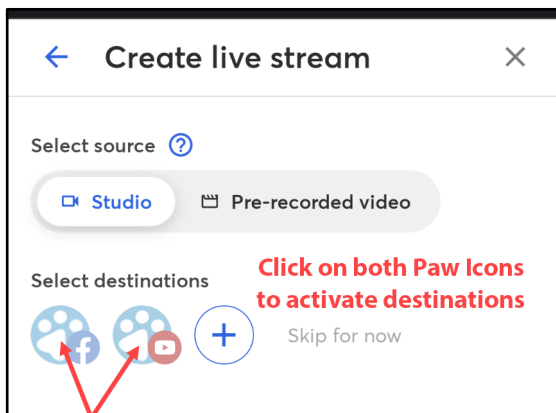 Create live stream
Select source
Studio
Pre-recorded video
Select destinations
Click on both Paw Icons
to activate destinations
Skip for now